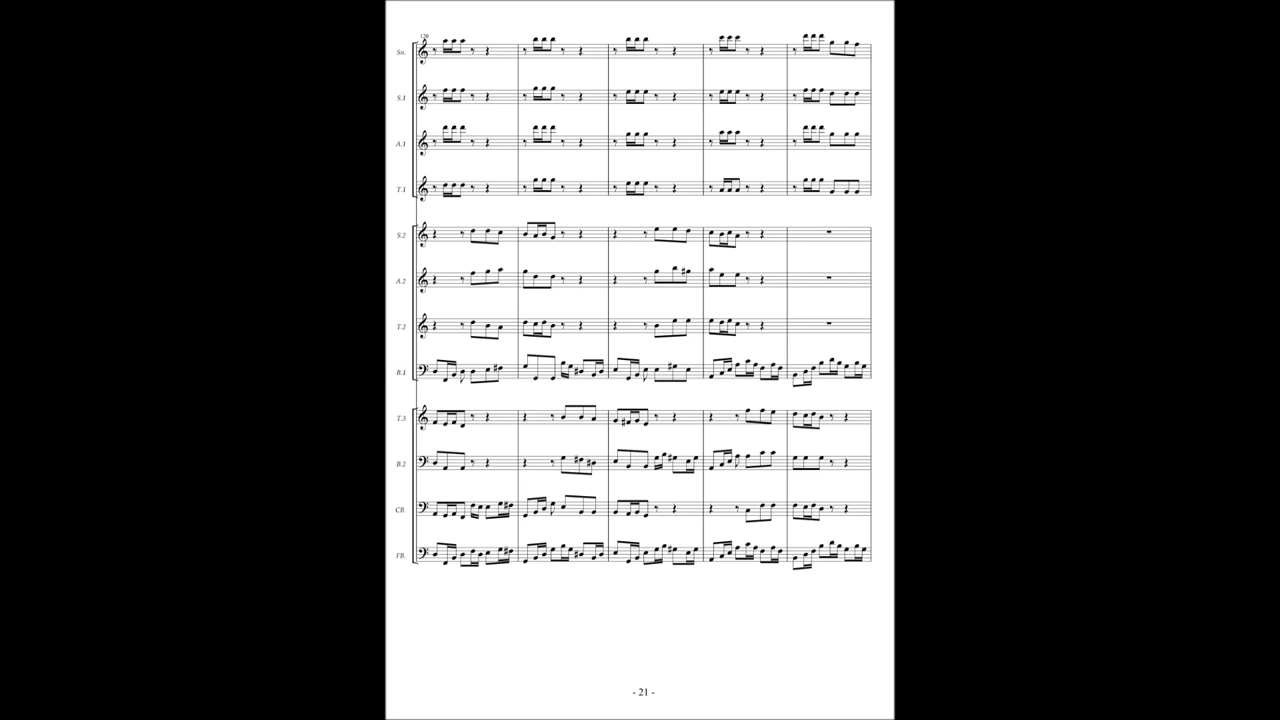 120
Sn.
S.1
A.1
T.1
S.2
A.2
T.2
B.1
T.3
B.2
CB.
FB.
- 21 -